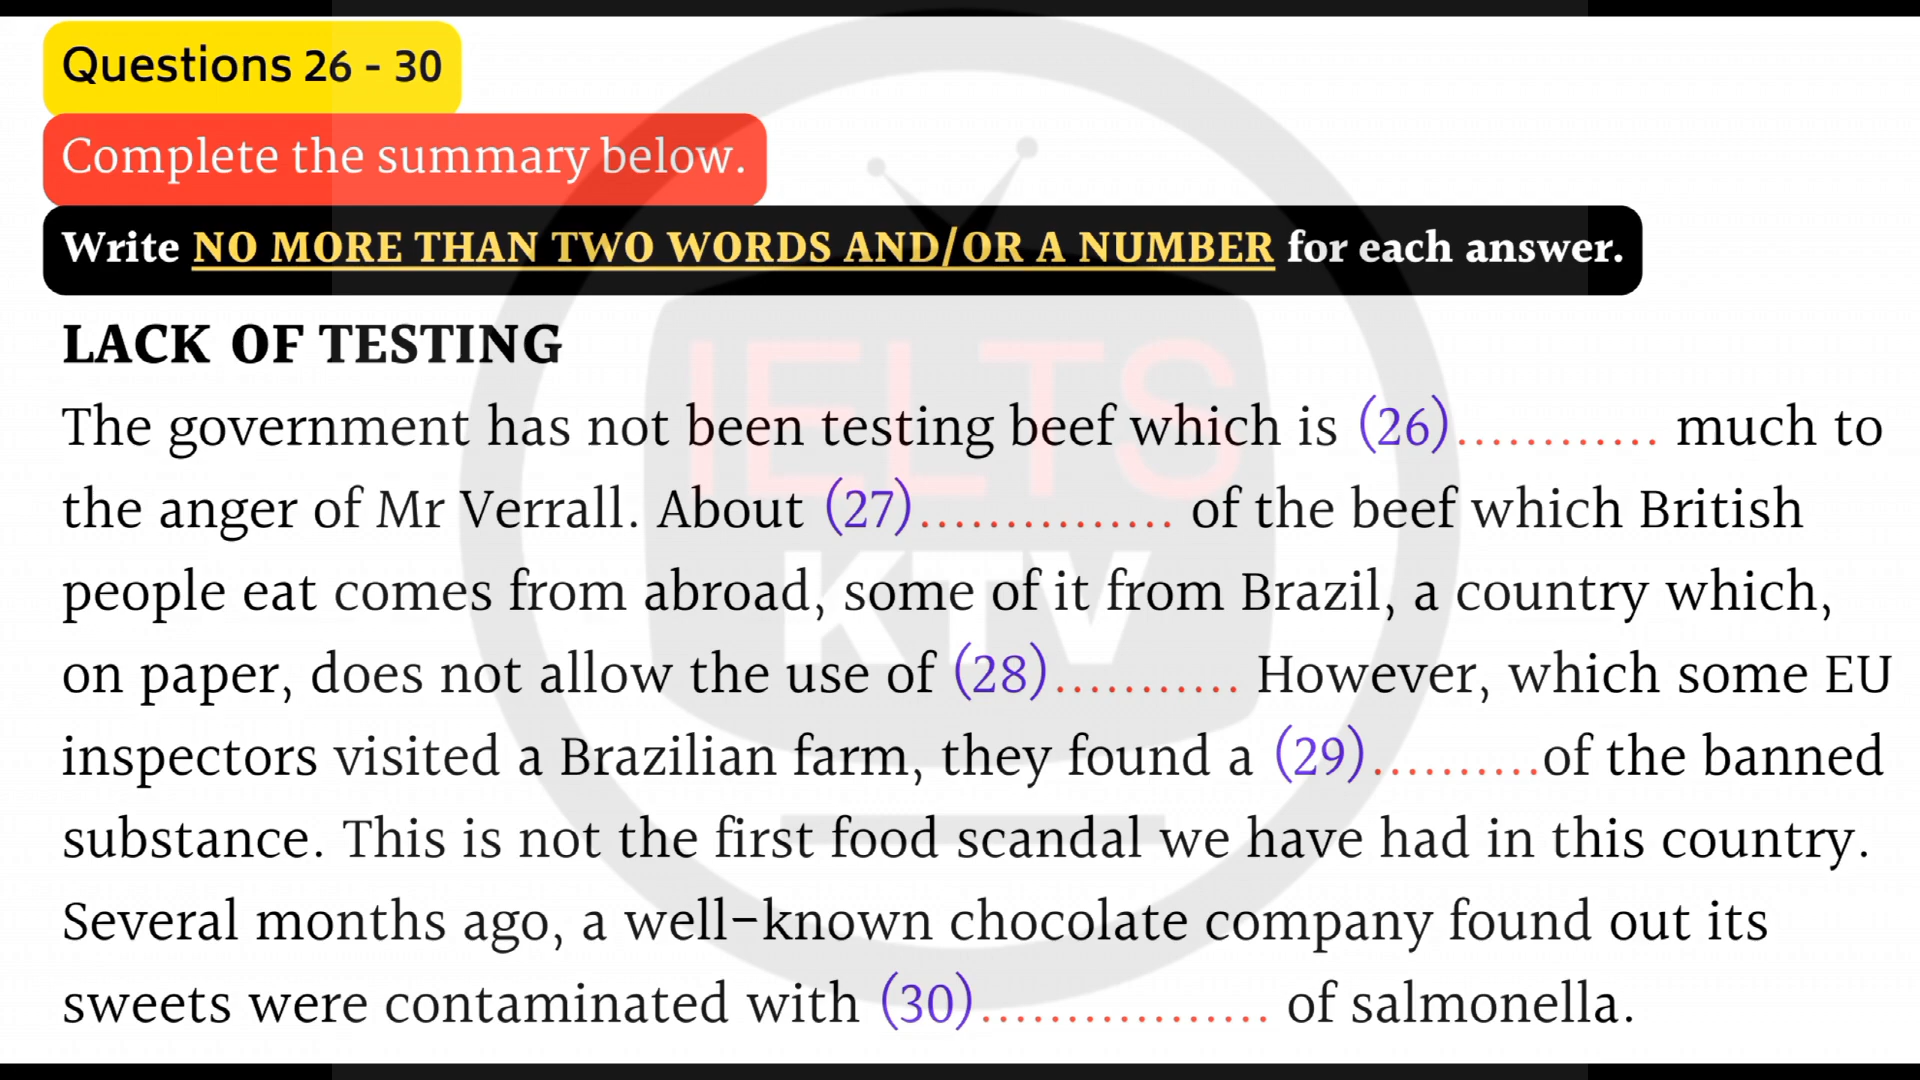 Questions 26 - 30
Complete the summary below.
Write NO MORE THAN TWO WORDS AND/OR A NUMBER for each answer.
LACK OF TESTING
The government has not been testing beef which is (26)............ much to
the anger of Mr Verrall. About (27)............... of the beef which British
people eat comes from abroad, some of it from Brazil, a country which,
on paper, does not allow the use of (28)........... However, which some EU
inspectors visited a Brazilian farm, they found a (29)..........of the banned
substance. This is not the first food scandal we have had in this country.
Several months ago, a well-known chocolate company found out its
sweets were contaminated with (30)................. of salmonella.
IELTS
KTV